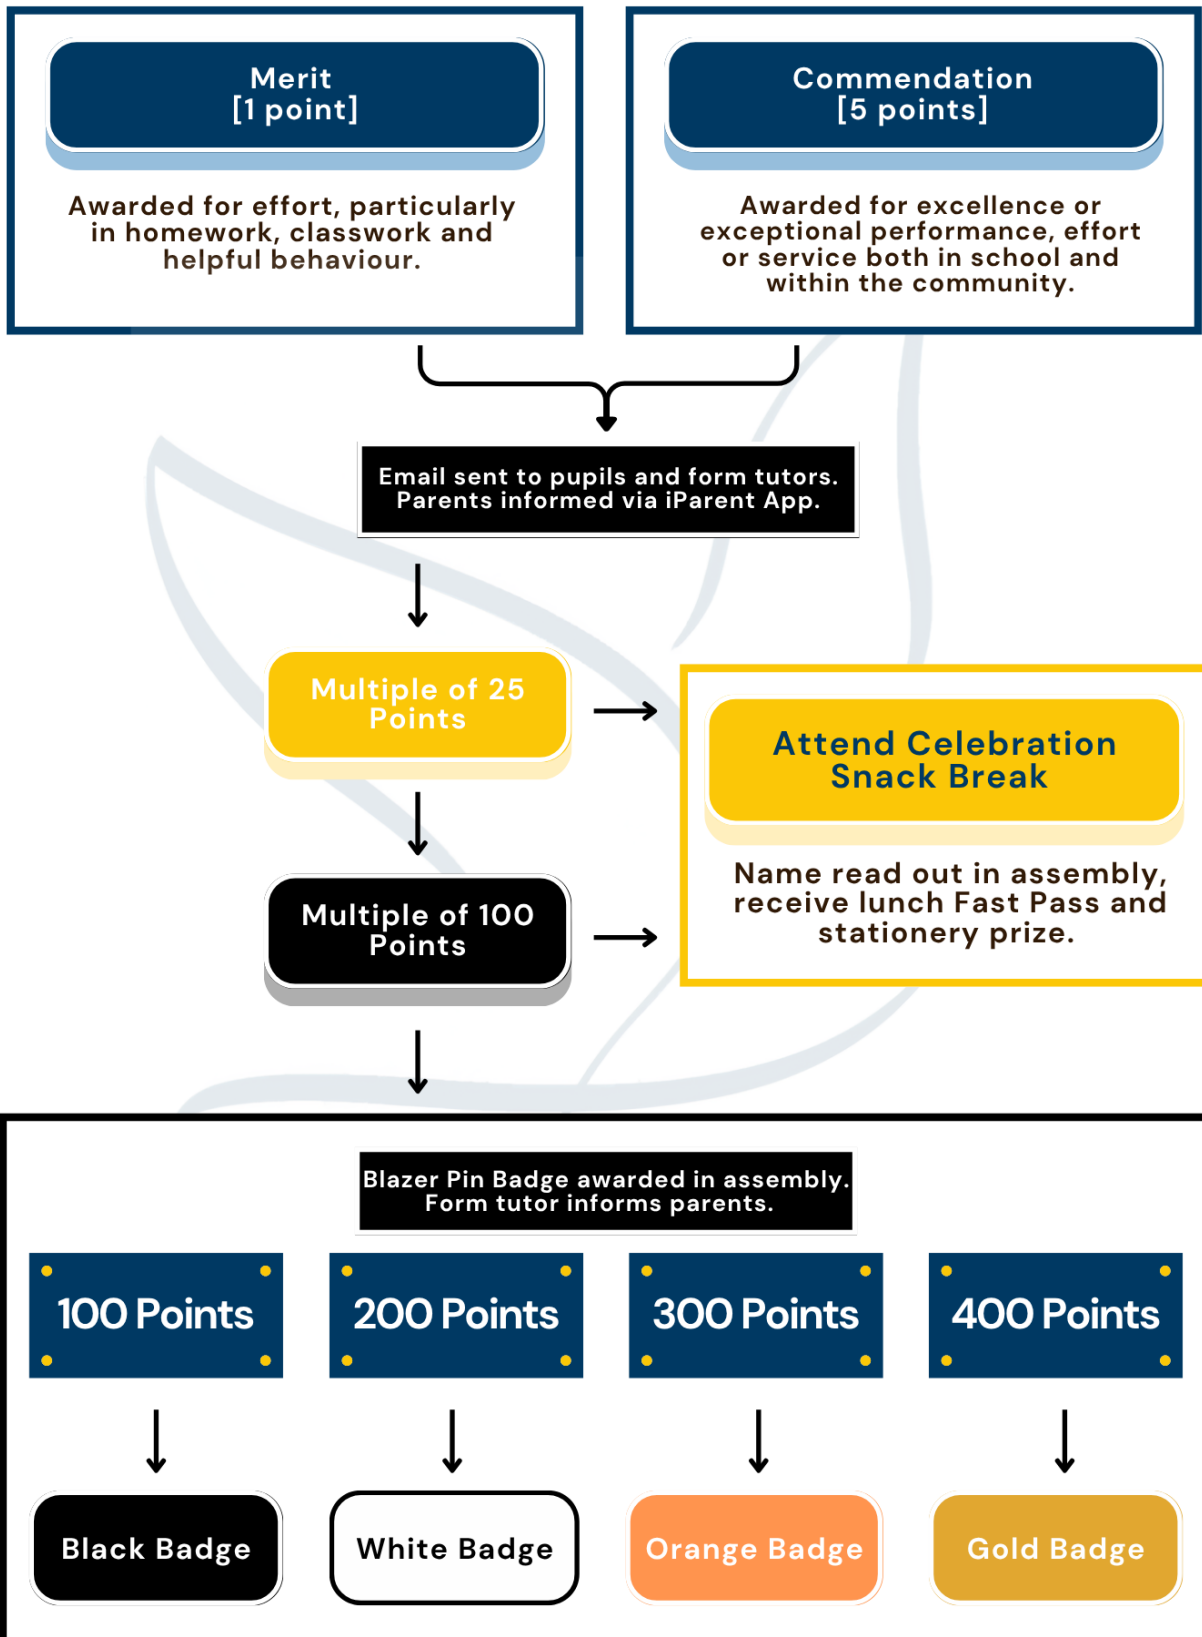 Merit
[1 point]
Awarded for effort, particularly
in homework, classwork and
helpful behaviour.
Commendation
[5 points]
Awarded for excellence or
exceptional performance, effort
or service both in school and
within the community.
Email sent to pupils and form tutors.
Parents informed via iParent App.
Multiple of 25
Points
Attend Celebration
Snack Break
Name read out in assembly,
receive lunch Fast Pass and
stationery prize.
Multiple of 100
Points
Blazer Pin Badge awarded in assembly.
Form tutor informs parents.
100 Points
200 Points
300 Points
400 Points
Black Badge
White Badge
Orange Badge
Gold Badge